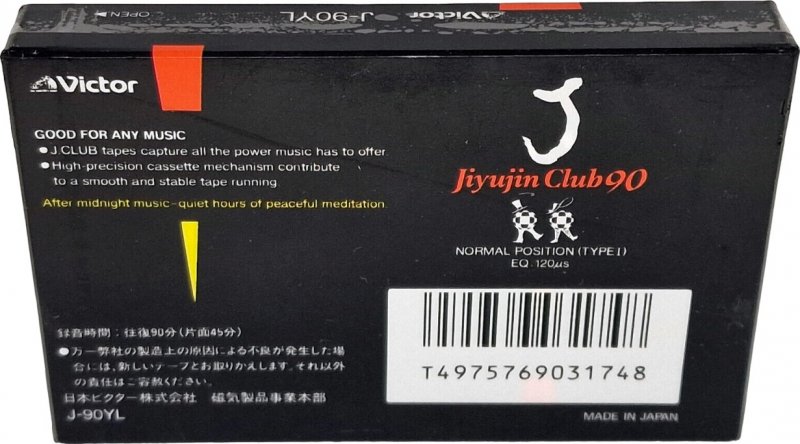 OPEN
Victor J-90YL
Victor
GOOD FOR ANY MUSIC
● J.CLUB tapes capture all the power music has to offer.
● High-precision cassette mechanism contribute
to a smooth and stable tape running.
After midnight music-quiet hours of peaceful meditation.
J
Jiyujin Club 90
NORMAL POSITION (TYPE I)
EQ. 120μs
録音時間：往復90分（片面45分）
● 万一弊社の製造上の原因による不良が発生した場
合には、新しいテープとお取りかえします。それ以外
の責任はご容赦ください。
日本ビクター株式会社 磁気製品事業本部
J-90YL
T4975769031748
MADE IN JAPAN